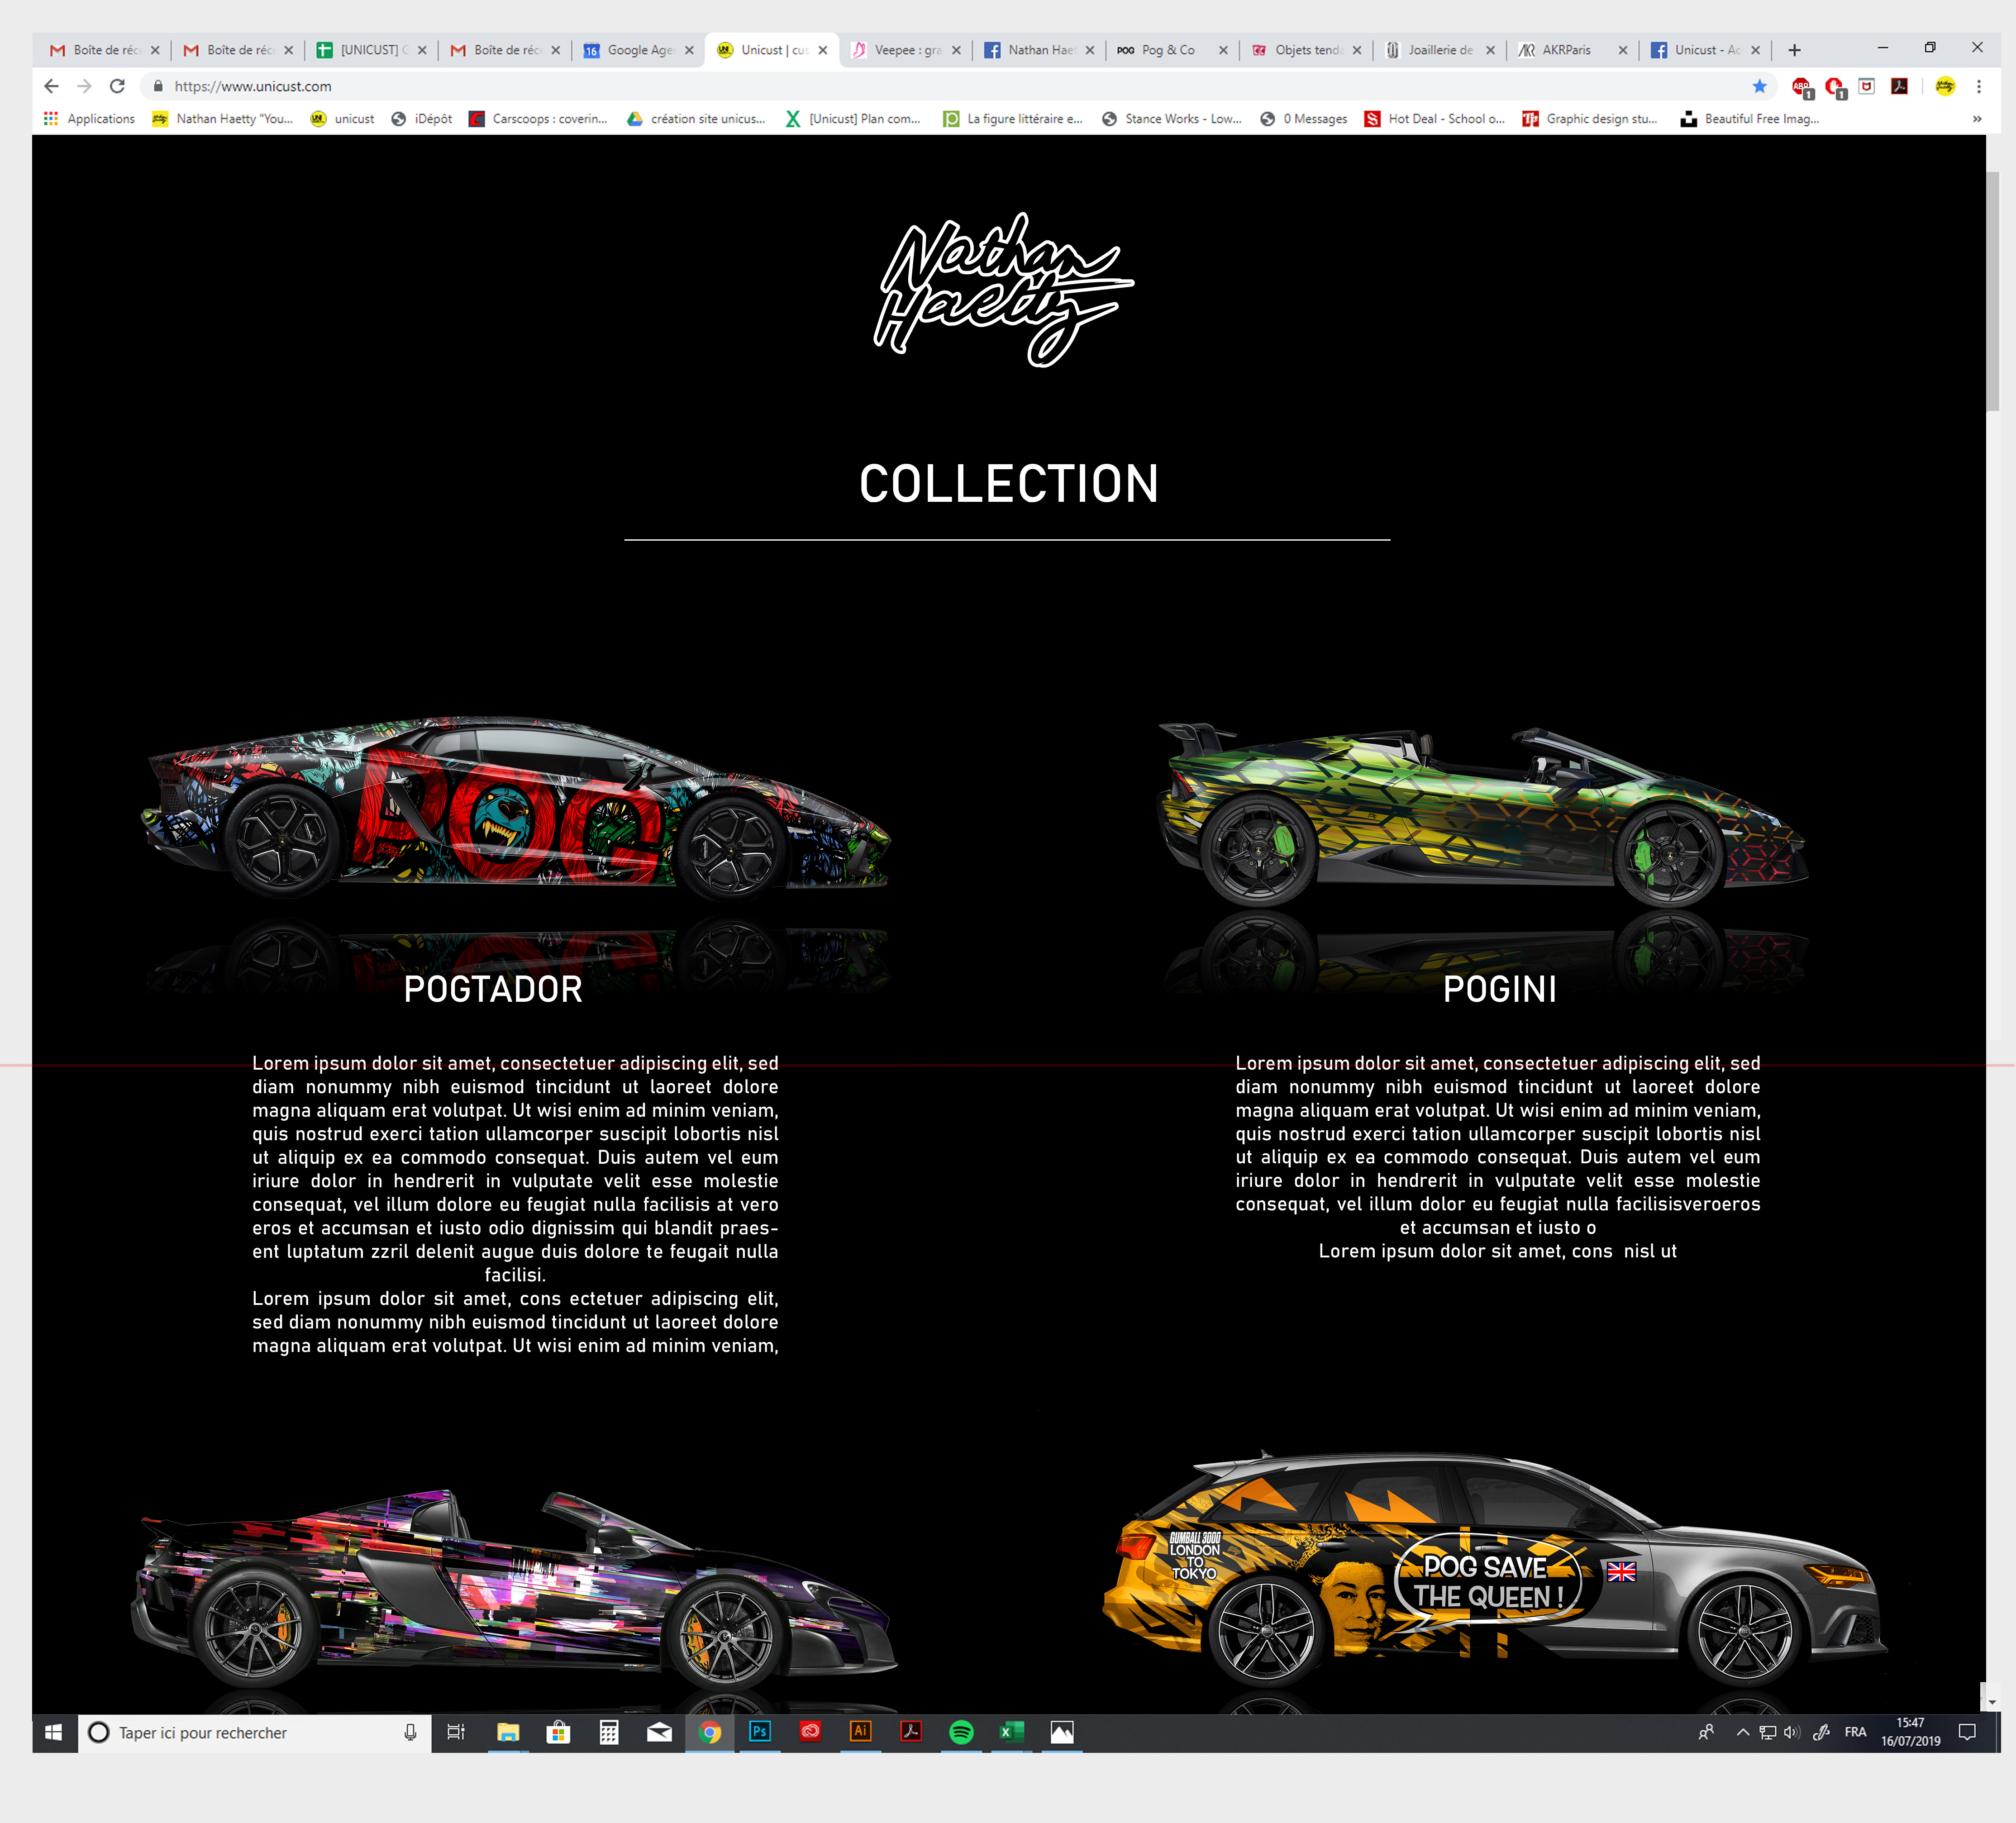 Boîte de réc
Boîte de réc
[UNICUST] G
Boîte de réc
16
Google Age
UNI
Unicust | cus
Veepee : gra
Nathan Haet
POG
Pog & Co
Objets tenda
Joaillerie de
AKRParis
Unicust - Ac
https://www.unicust.com
ABP
1
1
Applications
Nathan Haetty "You...
unicust
iDépôt
Carscoops : coverin...
création site unicus...
[Unicust] Plan com...
La figure littéraire e...
Stance Works - Low...
0 Messages
Hot Deal - School o...
Graphic design stu...
Beautiful Free Imag...
»
Nathan
Haetty
COLLECTION
POG
POGTADOR
POGINI
Lorem ipsum dolor sit amet, consectetuer adipiscing elit, sed
diam nonummy nibh euismod tincidunt ut laoreet dolore
magna aliquam erat volutpat. Ut wisi enim ad minim veniam,
quis nostrud exerci tation ullamcorper suscipit lobortis nisl
ut aliquip ex ea commodo consequat. Duis autem vel eum
iriure dolor in hendrerit in vulputate velit esse molestie
consequat, vel illum dolore eu feugiat nulla facilisis at vero
eros et accumsan et iusto odio dignissim qui blandit praes-
ent luptatum zzril delenit augue duis dolore te feugait nulla
facilisi.
Lorem ipsum dolor sit amet, cons ectetuer adipiscing elit,
sed diam nonummy nibh euismod tincidunt ut laoreet dolore
magna aliquam erat volutpat. Ut wisi enim ad minim veniam,
Lorem ipsum dolor sit amet, consectetuer adipiscing elit, sed
diam nonummy nibh euismod tincidunt ut laoreet dolore
magna aliquam erat volutpat. Ut wisi enim ad minim veniam,
quis nostrud exerci tation ullamcorper suscipit lobortis nisl
ut aliquip ex ea commodo consequat. Duis autem vel eum
iriure dolor in hendrerit in vulputate velit esse molestie
consequat, vel illum dolor eu feugiat nulla facilisisveroeros
et accumsan et iusto o
Lorem ipsum dolor sit amet, cons  nisl ut
GUMBALL 3000
LONDON
TO
TOKYO
POG SAVE
THE QUEEN !
Taper ici pour rechercher
Ps
Ai
FRA
15:47
16/07/2019